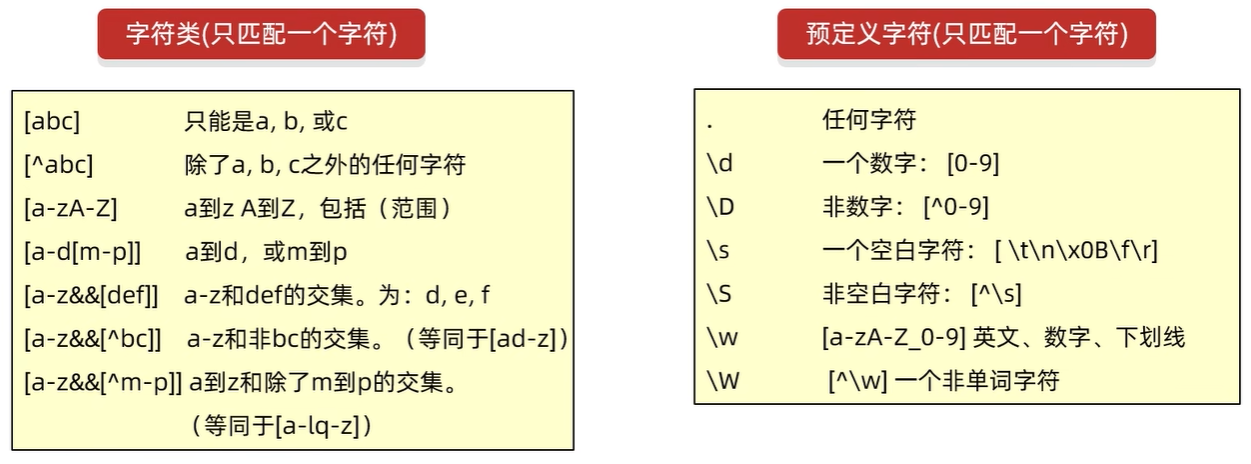 字符类(只匹配一个字符)
[abc] 只能是a, b, 或c
[^abc] 除了a, b, c之外的任何字符
[a-zA-Z] a到z A到Z，包括（范围）
[a-d[m-p]] a到d，或m到p
[a-z&&[def]] a-z和def的交集。为：d, e, f
[a-z&&[^bc]] a-z和非bc的交集。（等同于[ad-z]）
[a-z&&[^m-p]] a到z和除了m到p的交集。
（等同于[a-lq-z]）
预定义字符(只匹配一个字符)
. 任何字符
\d 一个数字： [0-9]
\D 非数字： [^0-9]
\s 一个空白字符： [ \t\n\x0B\f\r]
\S 非空白字符： [^\s]
\w [a-zA-Z_0-9] 英文、数字、下划线
\W [^\w] 一个非单词字符